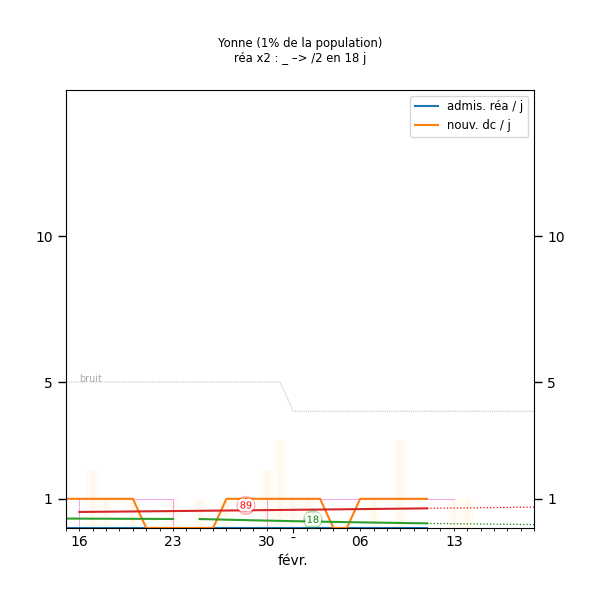 Yonne (1% de la population)
réa x2 : _ –> /2 en 18 j
admis. réa / j
nouv. dc / j
10 10
bruit
5 5
89
1 1
18
16 23 30 - 06 13
févr.